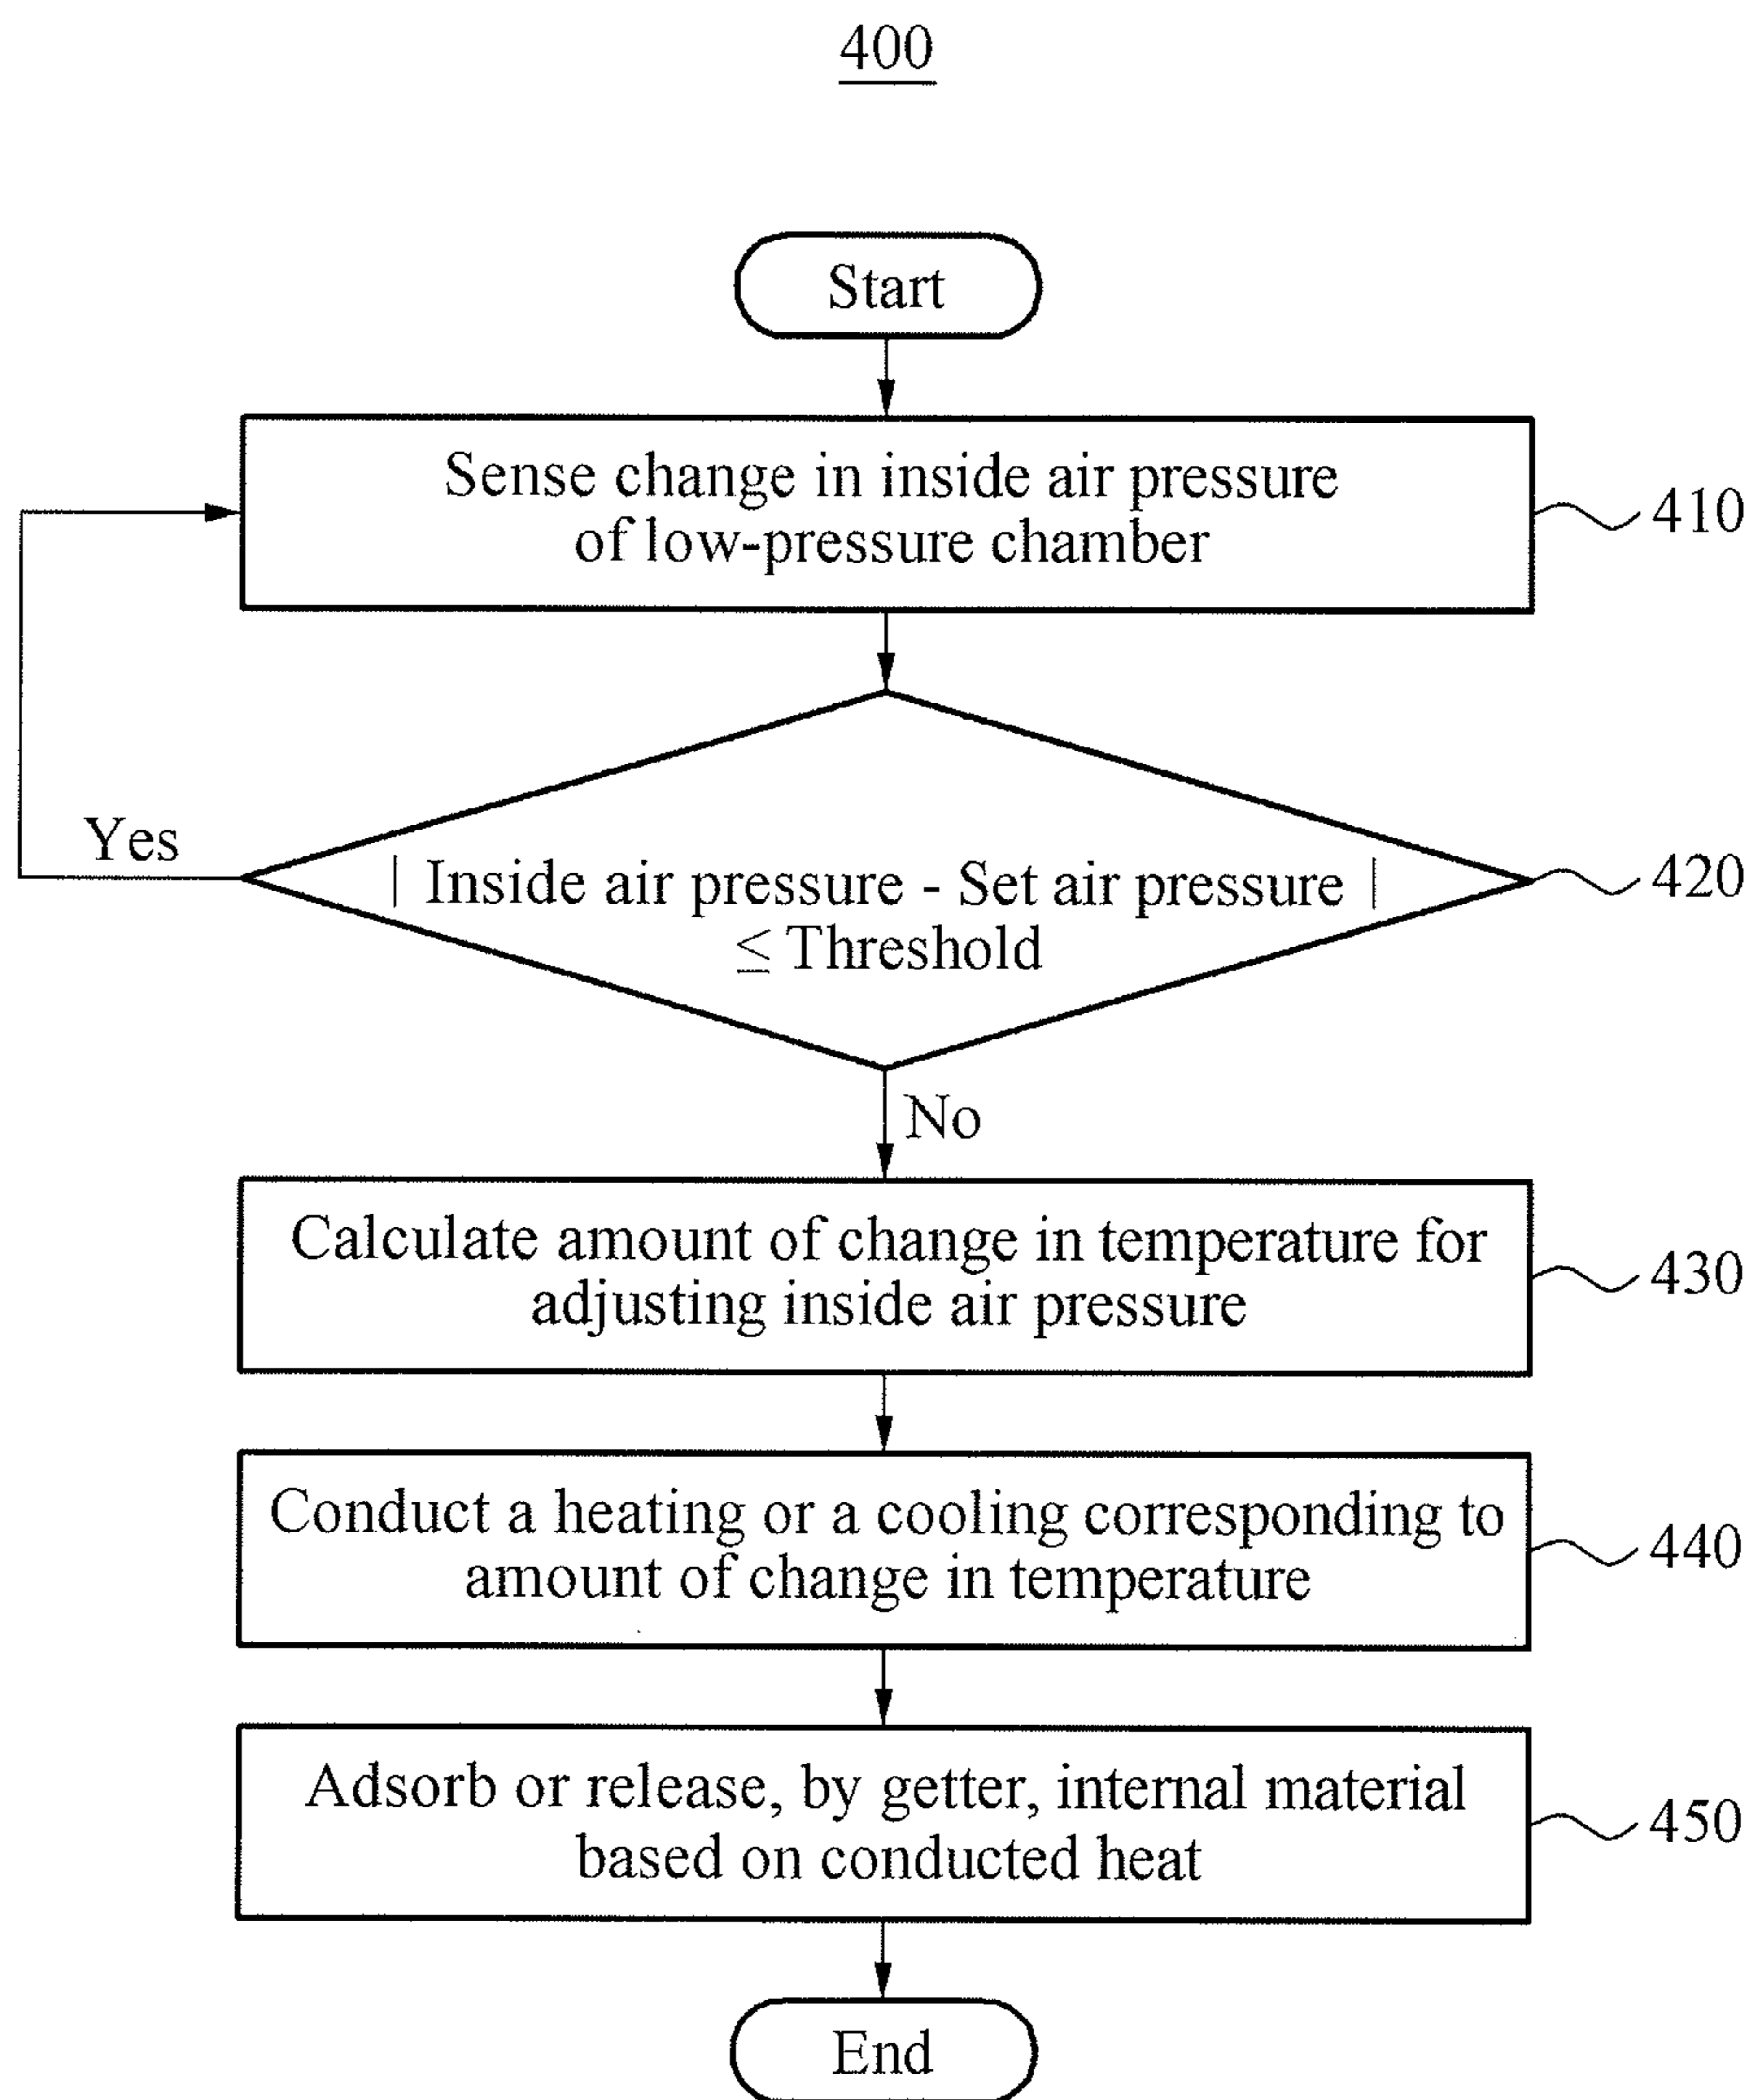 400
Start
Sense change in inside air pressure
of low-pressure chamber
410
Yes
| Inside air pressure - Set air pressure |
≤ Threshold
420
No
Calculate amount of change in temperature for
adjusting inside air pressure
430
Conduct a heating or a cooling corresponding to
amount of change in temperature
440
Adsorb or release, by getter, internal material
based on conducted heat
450
End